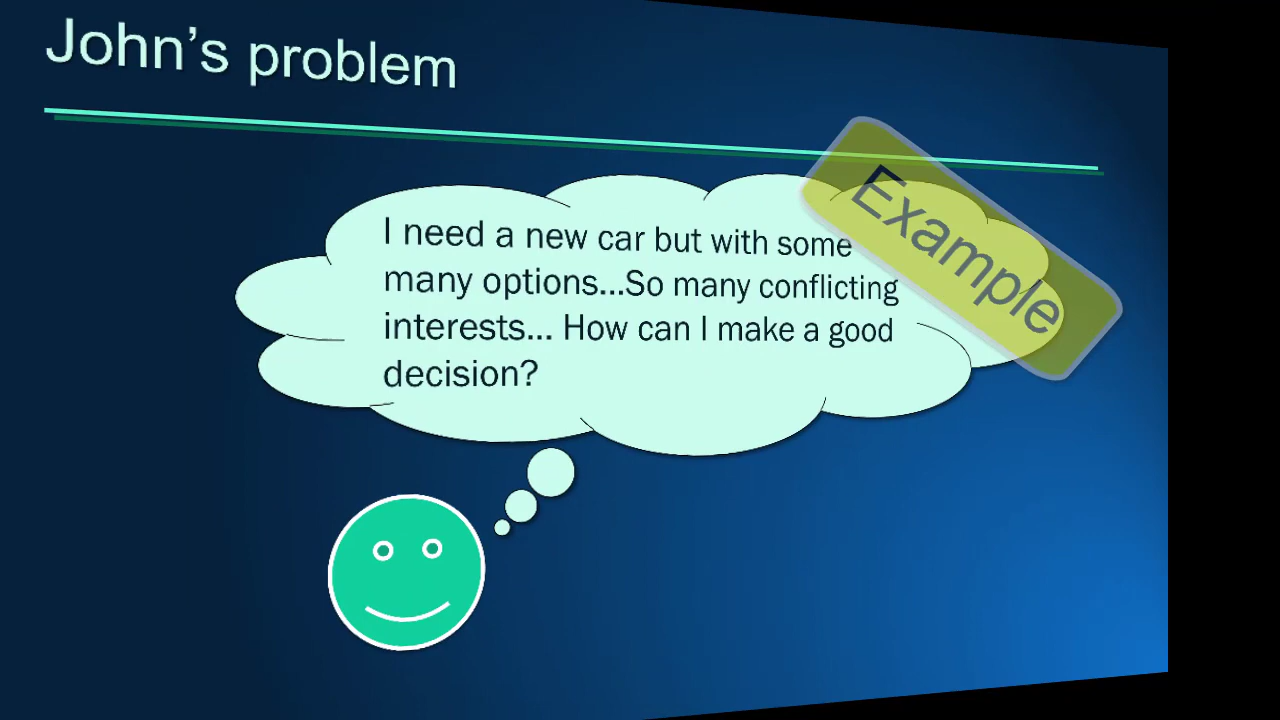 John's problem
I need a new car but with some
many options...So many conflicting
interests... How can I make a good
decision?
Example